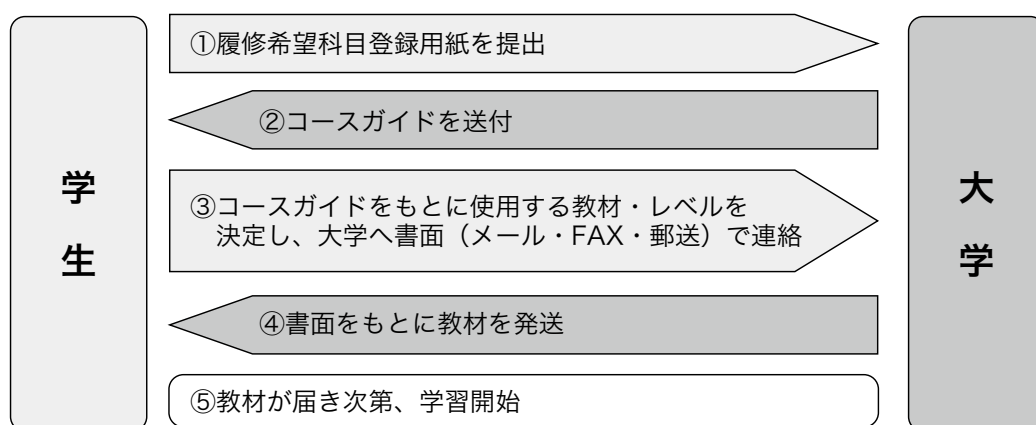 学生
①履修希望科目登録用紙を提出
②コースガイドを送付
③コースガイドをもとに使用する教材・レベルを
決定し、大学へ書面（メール・FAX・郵送）で連絡
④書面をもとに教材を発送
⑤教材が届き次第、学習開始
大学